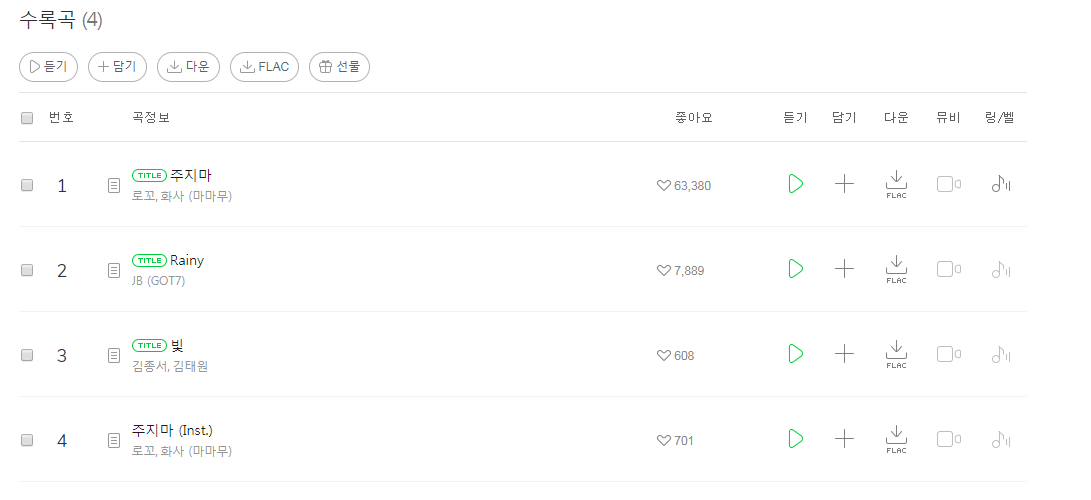 수록곡 (4)
듣기 담기 다운 FLAC 선물
번호 곡정보 좋아요 듣기 담기 다운 뮤비 링/벨
1 TITLE 주지마 63,380 FLAC
로꼬, 화사 (마마무)
2 TITLE Rainy 7,889 FLAC
JB (GOT7)
3 TITLE 빛 608 FLAC
김종서, 김태원
4 주지마 (Inst.) 701 FLAC
로꼬, 화사 (마마무)